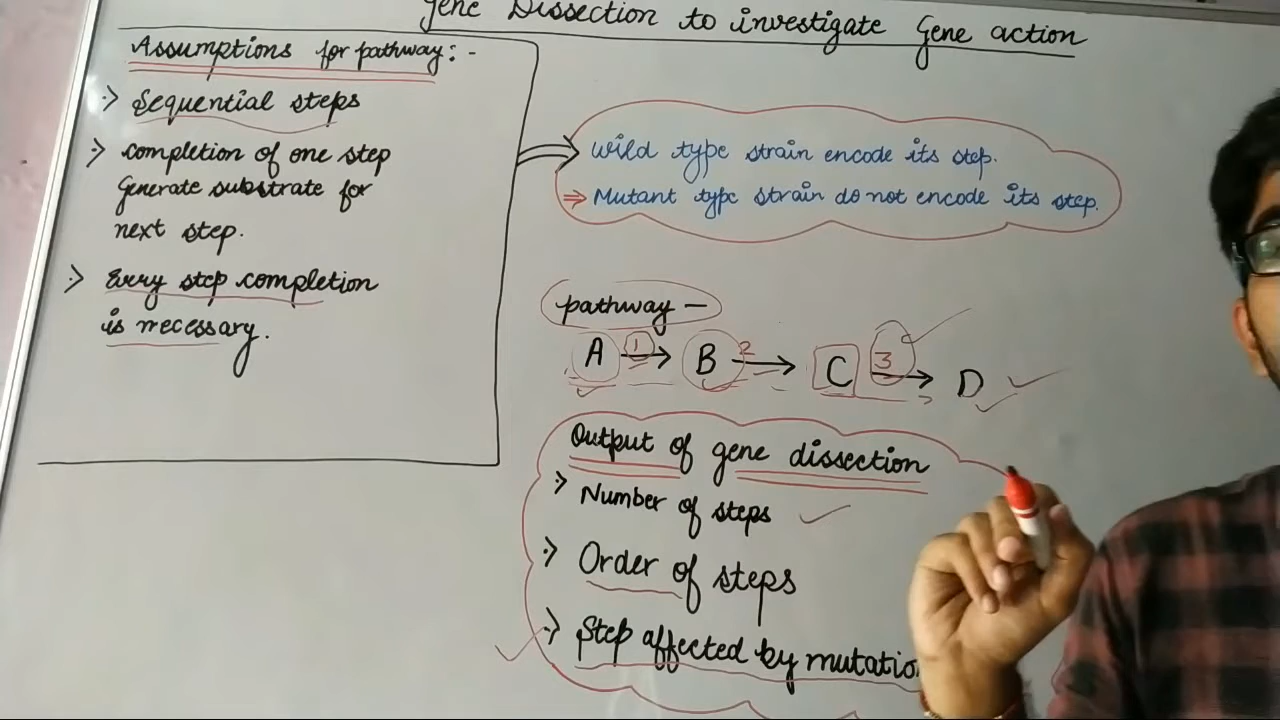 Gene Dissection to investigate Gene action
Assumptions for pathway: -
Sequential steps
completion of one step
Generate substrate for
next step.
Every step completion
is necessary.
Wild type strain encode its step.
⇒ Mutant type strain do not encode its step.
pathway —
A 1→ B 2→ C 3→ D
Output of gene dissection
Number of steps
Order of steps
Step affected by mutatio